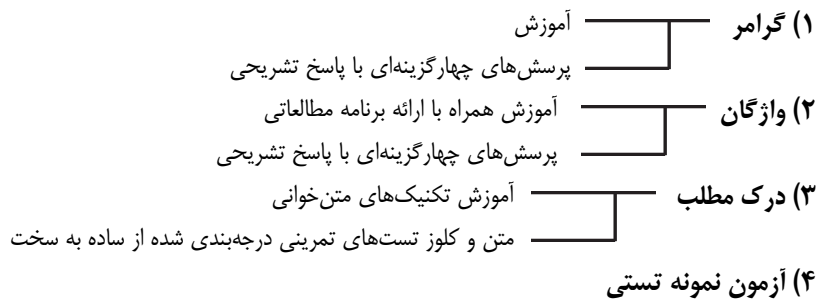 ۱) گرامر آموزش
پرسش‌های چهارگزینه‌ای با پاسخ تشریحی
۲) واژگان آموزش همراه با ارائه برنامه مطالعاتی
پرسش‌های چهارگزینه‌ای با پاسخ تشریحی
۳) درک مطلب آموزش تکنیک‌های متن‌خوانی
متن و کلوز تست‌های تمرینی درجه‌بندی شده از ساده به سخت
۴) آزمون نمونه تستی